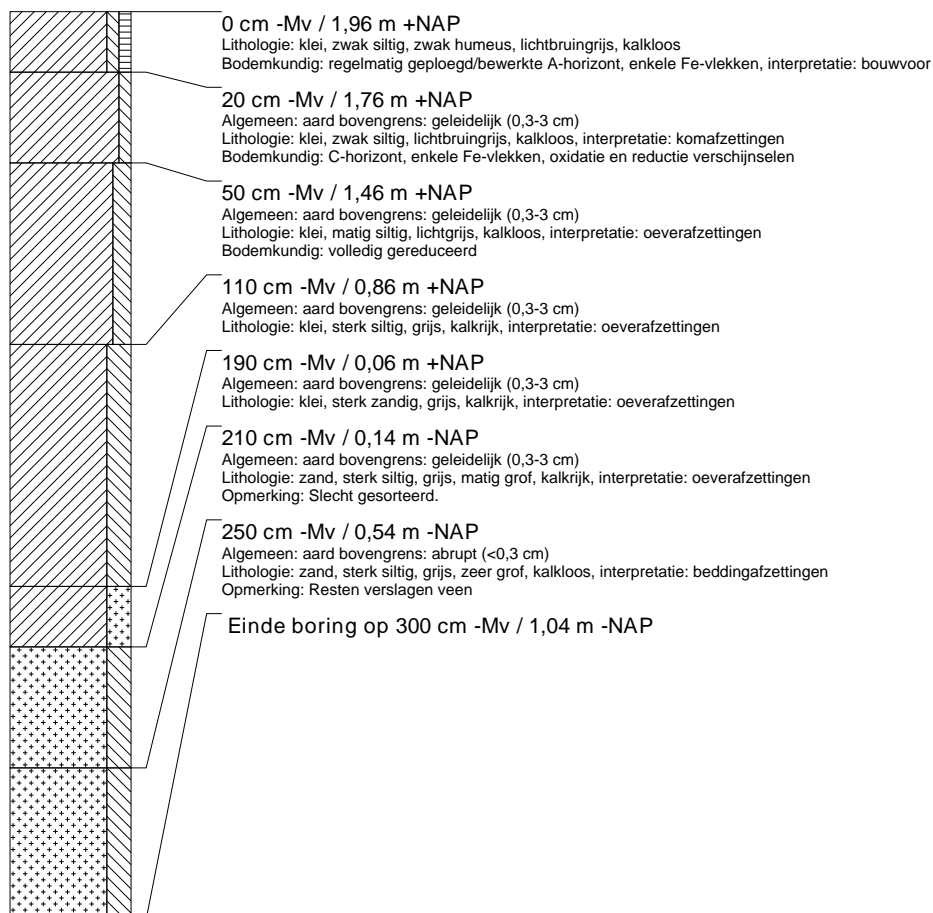 0 cm -Mv / 1,96 m +NAP
Lithologie: klei, zwak siltig, zwak humeus, lichtbruingrijs, kalkloos
Bodemkundig: regelmatig geploegd/bewerkte A-horizont, enkele Fe-vlekken, interpretatie: bouwvoor
20 cm -Mv / 1,76 m +NAP
Algemeen: aard bovengrens: geleidelijk (0,3-3 cm)
Lithologie: klei, zwak siltig, lichtbruingrijs, kalkloos, interpretatie: komafzettingen
Bodemkundig: C-horizont, enkele Fe-vlekken, oxidatie en reductie verschijnselen
50 cm -Mv / 1,46 m +NAP
Algemeen: aard bovengrens: geleidelijk (0,3-3 cm)
Lithologie: klei, matig siltig, lichtgrijs, kalkloos, interpretatie: oeverafzettingen
Bodemkundig: volledig gereduceerd
110 cm -Mv / 0,86 m +NAP
Algemeen: aard bovengrens: geleidelijk (0,3-3 cm)
Lithologie: klei, sterk siltig, grijs, kalkrijk, interpretatie: oeverafzettingen
190 cm -Mv / 0,06 m +NAP
Algemeen: aard bovengrens: geleidelijk (0,3-3 cm)
Lithologie: klei, sterk zandig, grijs, kalkrijk, interpretatie: oeverafzettingen
210 cm -Mv / 0,14 m -NAP
Algemeen: aard bovengrens: geleidelijk (0,3-3 cm)
Lithologie: zand, sterk siltig, grijs, matig grof, kalkrijk, interpretatie: oeverafzettingen
Opmerking: Slecht gesorteerd.
250 cm -Mv / 0,54 m -NAP
Algemeen: aard bovengrens: abrupt (<0,3 cm)
Lithologie: zand, sterk siltig, grijs, zeer grof, kalkloos, interpretatie: beddingafzettingen
Opmerking: Resten verslagen veen
Einde boring op 300 cm -Mv / 1,04 m -NAP